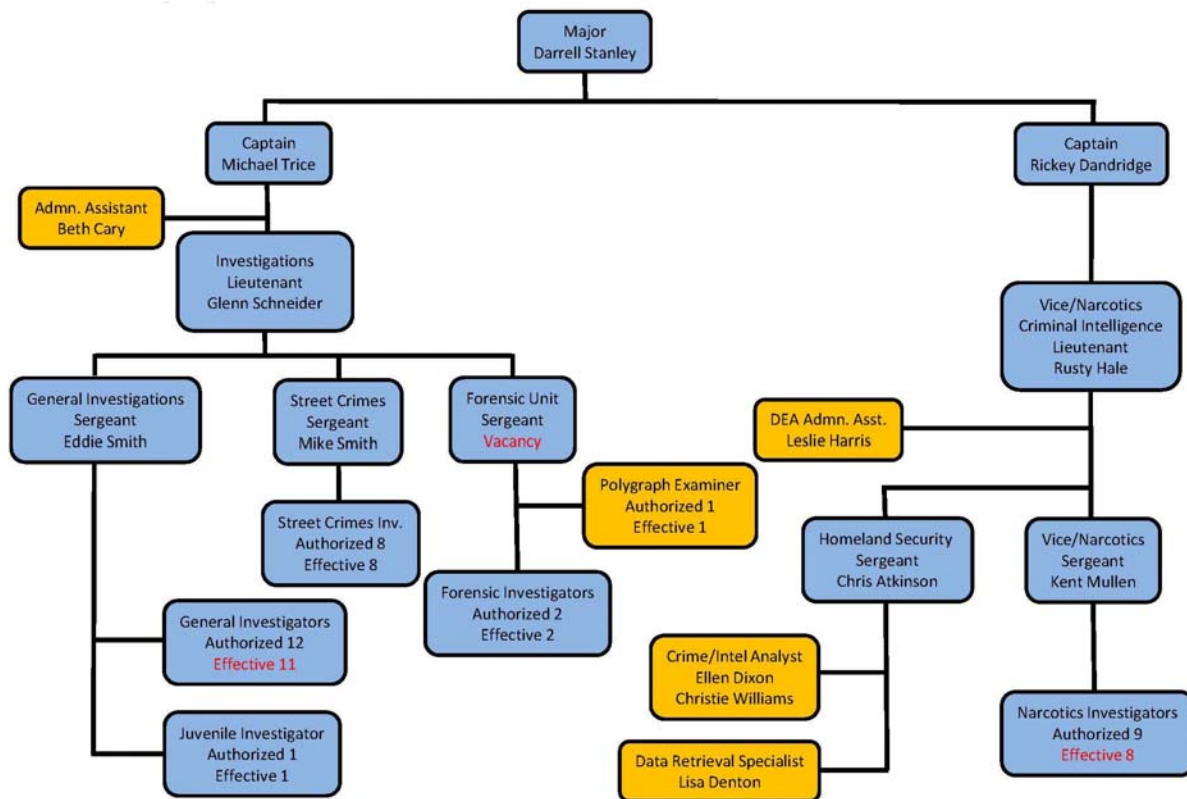 Major
Darrell Stanley
Captain
Michael Trice
Captain
Rickey Dandridge
Admn. Assistant
Beth Cary
Investigations
Lieutenant
Glenn Schneider
Vice/Narcotics
Criminal Intelligence
Lieutenant
Rusty Hale
General Investigations
Sergeant
Eddie Smith
Street Crimes
Sergeant
Mike Smith
Forensic Unit
Sergeant
Vacancy
DEA Admn. Asst.
Leslie Harris
Polygraph Examiner
Authorized 1
Effective 1
Street Crimes Inv.
Authorized 8
Effective 8
Homeland Security
Sergeant
Chris Atkinson
Vice/Narcotics
Sergeant
Kent Mullen
Forensic Investigators
Authorized 2
Effective 2
General Investigators
Authorized 12
Effective 11
Crime/Intel Analyst
Ellen Dixon
Christie Williams
Narcotics Investigators
Authorized 9
Effective 8
Juvenile Investigator
Authorized 1
Effective 1
Data Retrieval Specialist
Lisa Denton